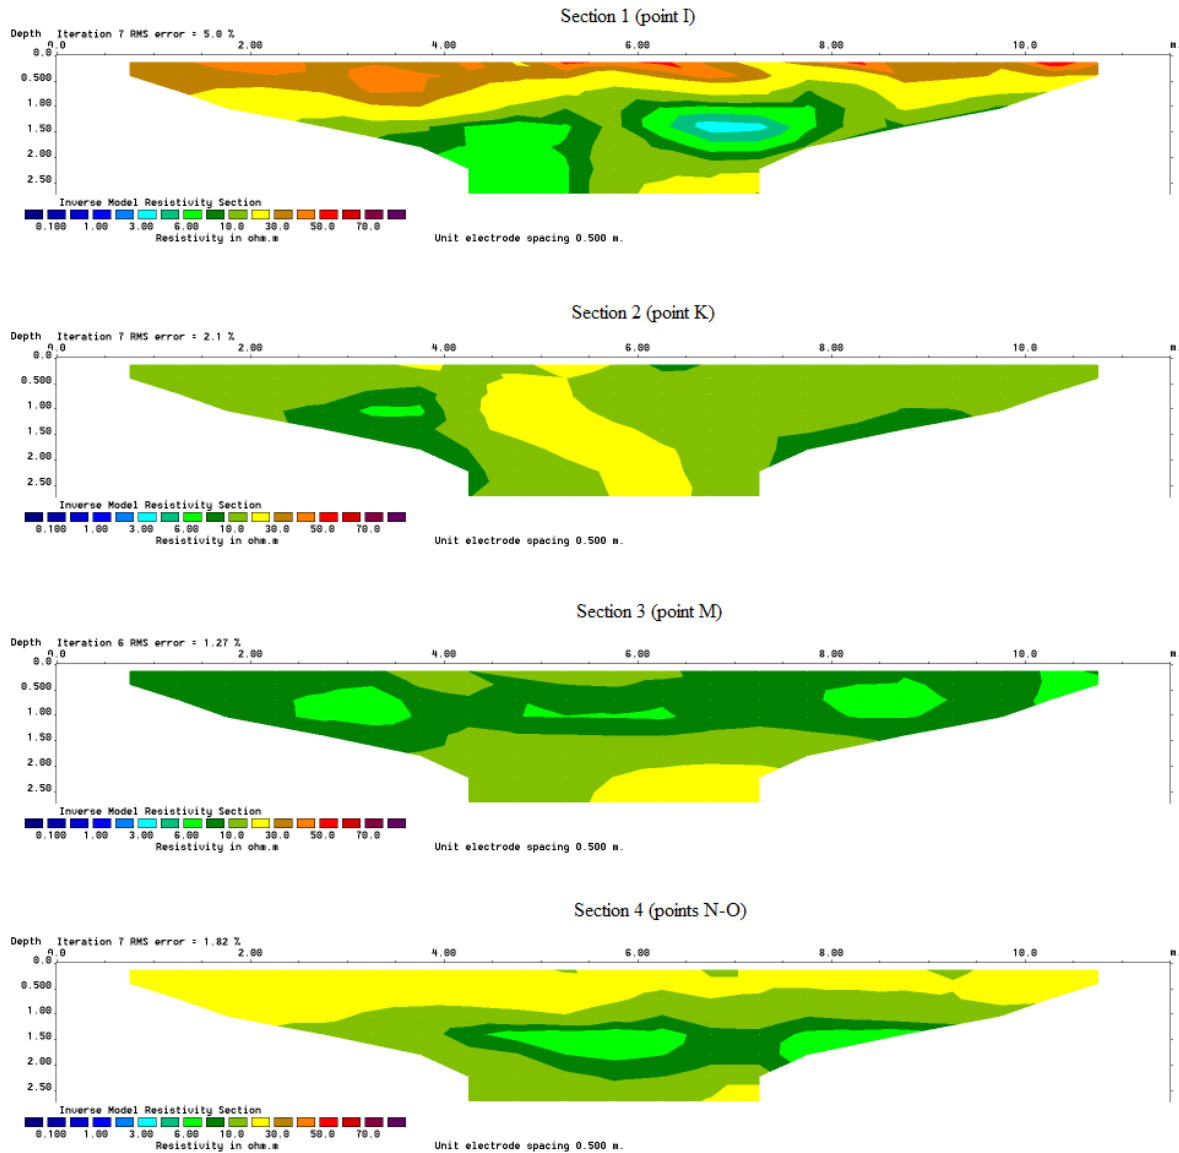 Section 1 (point I)
Depth Iteration 7 RMS error = 5.0 %
0.0 2.00 4.00 6.00 8.00 10.0 m.
0.0
0.500
1.00
1.50
2.00
2.50
Inverse Model Resistivity Section
0.100 1.00 3.00 6.00 10.0 30.0 50.0 70.0
Resistivity in ohm.m Unit electrode spacing 0.500 m.
Section 2 (point K)
Depth Iteration 7 RMS error = 2.1 %
0.0 2.00 4.00 6.00 8.00 10.0 m.
0.0
0.500
1.00
1.50
2.00
2.50
Inverse Model Resistivity Section
0.100 1.00 3.00 6.00 10.0 30.0 50.0 70.0
Resistivity in ohm.m Unit electrode spacing 0.500 m.
Section 3 (point M)
Depth Iteration 6 RMS error = 1.27 %
0.0 2.00 4.00 6.00 8.00 10.0 m.
0.0
0.500
1.00
1.50
2.00
2.50
Inverse Model Resistivity Section
0.100 1.00 3.00 6.00 10.0 30.0 50.0 70.0
Resistivity in ohm.m Unit electrode spacing 0.500 m.
Section 4 (points N-O)
Depth Iteration 7 RMS error = 1.82 %
0.0 2.00 4.00 6.00 8.00 10.0 m.
0.0
0.500
1.00
1.50
2.00
2.50
Inverse Model Resistivity Section
0.100 1.00 3.00 6.00 10.0 30.0 50.0 70.0
Resistivity in ohm.m Unit electrode spacing 0.500 m.